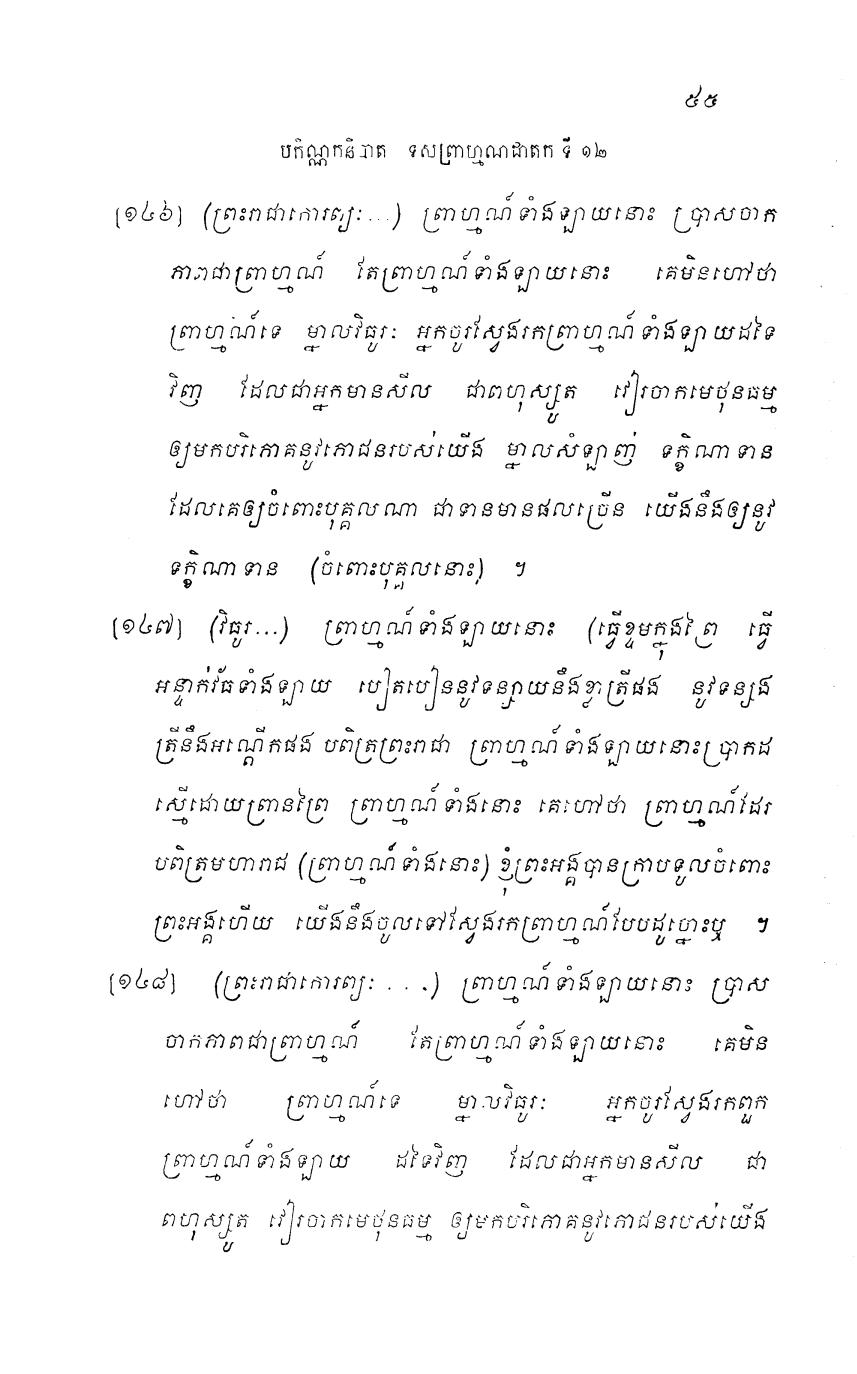 ៥៥
បកិណ្ណកនិបាត ទសព្រាហ្មណជាតក ទី ១២
[១៤៦] (ព្រះរាជាកោរព្យៈ...) ព្រាហ្មណ៍ទាំងឡាយនោះ ប្រាសចាក
ភាពជាព្រាហ្មណ៍ តែព្រាហ្មណ៍ទាំងឡាយនោះ គេមិនហៅថា
ព្រាហ្មណ៍ទេ ម្នាលវិធូរៈ អ្នកចូរស្វែងរកព្រាហ្មណ៍ទាំងឡាយដទៃ
វិញ ដែលជាអ្នកមានសីល ជាពហុស្សូត វៀរចាកមេថុនធម្ម
ឲ្យមកបរិភោគនូវភោជនរបស់យើង ម្នាលសំឡាញ់ ទក្ខិណាទាន
ដែលគេឲ្យចំពោះបុគ្គលណា ជាទានមានផលច្រើន យើងនឹងឲ្យនូវ
ទក្ខិណាទាន (ចំពោះបុគ្គលនោះ) ។
[១៤៧] (វិធូរ...) ព្រាហ្មណ៍ទាំងឡាយនោះ (ធ្វើខ្ទមក្នុងព្រៃ ធ្វើ
អន្ទាក់វ័ធទាំងឡាយ បៀតបៀននូវទន្សាយនឹងខ្លាត្រីផង នូវទន្សង
ត្រីនឹងអណ្តើកផង បពិត្រព្រះរាជា ព្រាហ្មណ៍ទាំងឡាយនោះប្រាកដ
ស្មើដោយព្រានព្រៃ ព្រាហ្មណ៍ទាំងនោះ គេហៅថា ព្រាហ្មណ៍ដែរ
បពិត្រមហារាជ (ព្រាហ្មណ៍ទាំងនោះ) ខ្ញុំព្រះអង្គបានក្រាបទូលចំពោះ
ព្រះអង្គហើយ យើងនឹងចូលទៅស្វែងរកព្រាហ្មណ៍បែបដូច្នោះឬ ។
[១៤៨] (ព្រះរាជាកោរព្យៈ ...) ព្រាហ្មណ៍ទាំងឡាយនោះ ប្រាស
ចាកភាពជាព្រាហ្មណ៍ តែព្រាហ្មណ៍ទាំងឡាយនោះ គេមិន
ហៅថា ព្រាហ្មណ៍ទេ ម្នាលវិធូរៈ អ្នកចូរស្វែងរកពួក
ព្រាហ្មណ៍ទាំងឡាយ ដទៃវិញ ដែលជាអ្នកមានសីល ជា
ពហុស្សូត វៀរចាកមេថុនធម្ម ឲ្យមកបរិភោគនូវភោជនរបស់យើង